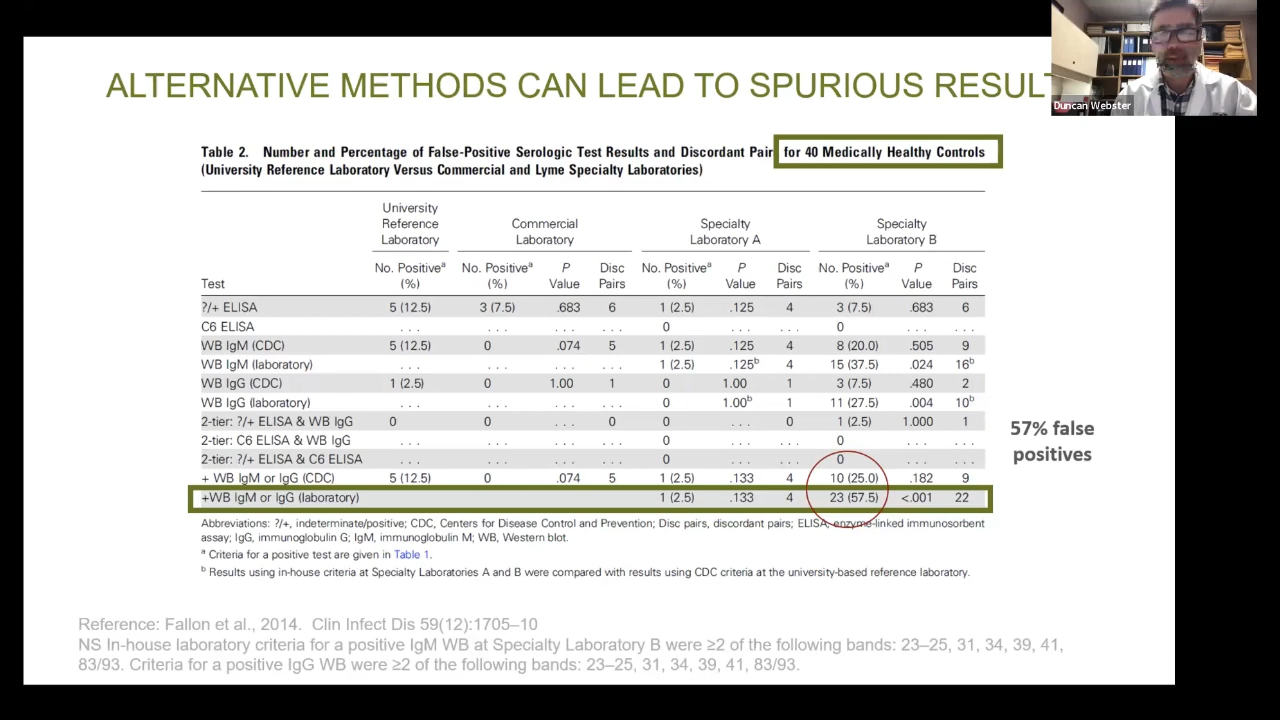 ALTERNATIVE METHODS CAN LEAD TO SPURIOUS RESULT
Duncan Webster
Table 2. Number and Percentage of False-Positive Serologic Test Results and Discordant Pair for 40 Medically Healthy Controls
(University Reference Laboratory Versus Commercial and Lyme Specialty Laboratories)
University Reference Laboratory Commercial Laboratory Specialty Laboratory A Specialty Laboratory B
Test No. Positiveᵃ (%) No. Positiveᵃ (%) P Value Disc Pairs No. Positiveᵃ (%) P Value Disc Pairs No. Positiveᵃ (%) P Value Disc Pairs
?/+ ELISA 5 (12.5) 3 (7.5) .683 6 1 (2.5) .125 4 3 (7.5) .683 6
C6 ELISA . . . . . . . . . . . . 0 . . . . . . 0 . . . . . .
WB IgM (CDC) 5 (12.5) 0 .074 5 1 (2.5) .125 4 8 (20.0) .505 9
WB IgM (laboratory) . . . . . . . . . . . . 1 (2.5) .125ᵇ 4 15 (37.5) .024 16ᵇ
WB IgG (CDC) 1 (2.5) 0 1.00 1 0 1.00 1 3 (7.5) .480 2
WB IgG (laboratory) . . . . . . . . . . . . 0 1.00ᵇ 1 11 (27.5) .004 10ᵇ
2-tier: ?/+ ELISA & WB IgG 0 0 . . . 0 0 . . . 0 1 (2.5) 1.000 1
2-tier: C6 ELISA & WB IgG . . . . . . . . . . . . 0 . . . . . . 0 . . . . . .
2-tier: ?/+ ELISA & C6 ELISA . . . . . . . . . . . . 0 . . . . . . 0 . . . . . .
+ WB IgM or IgG (CDC) 5 (12.5) 0 .074 5 1 (2.5) .133 4 10 (25.0) .182 9
+WB IgM or IgG (laboratory) 1 (2.5) .133 4 23 (57.5) <.001 22
57% false
positives
Abbreviations: ?/+, indeterminate/positive; CDC, Centers for Disease Control and Prevention; Disc pairs, discordant pairs; ELISA, enzyme-linked immunosorbent
assay; IgG, immunoglobulin G; IgM, immunoglobulin M; WB, Western blot.
ᵃ Criteria for a positive test are given in Table 1.
ᵇ Results using in-house criteria at Specialty Laboratories A and B were compared with results using CDC criteria at the university-based reference laboratory.
Reference: Fallon et al., 2014. Clin Infect Dis 59(12):1705–10
NS In-house laboratory criteria for a positive IgM WB at Specialty Laboratory B were ≥2 of the following bands: 23–25, 31, 34, 39, 41,
83/93. Criteria for a positive IgG WB were ≥2 of the following bands: 23–25, 31, 34, 39, 41, 83/93.